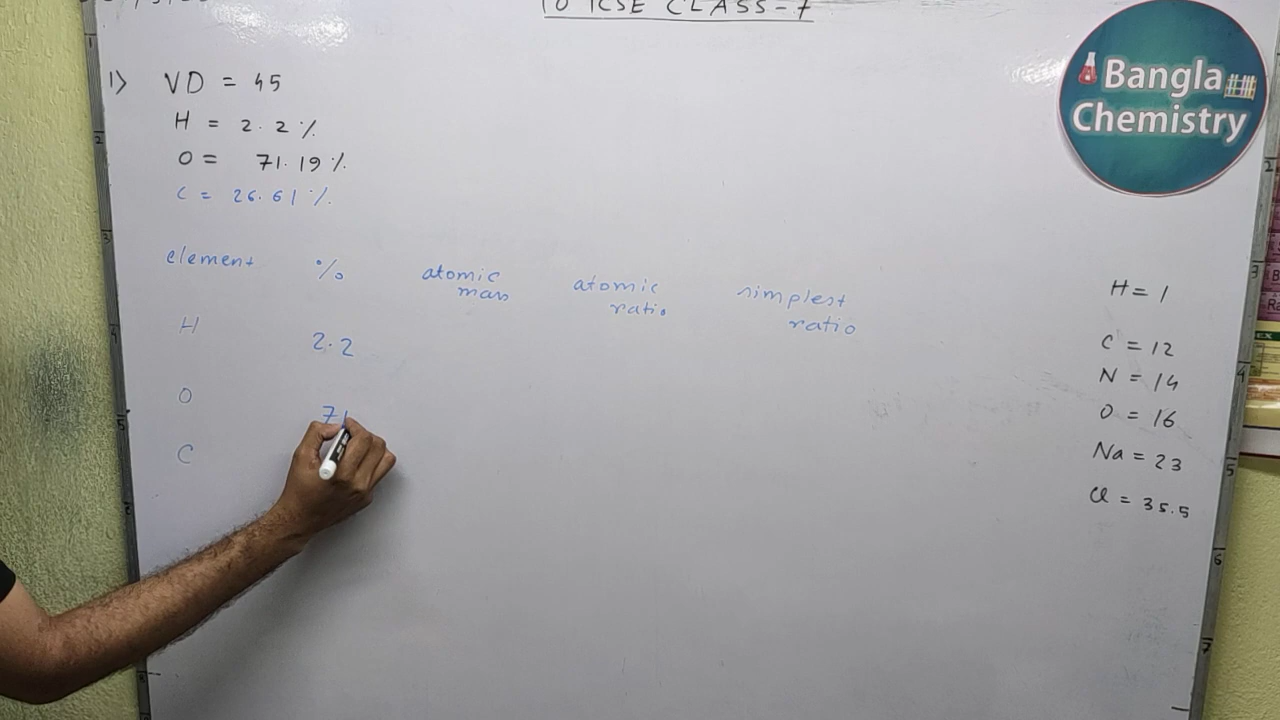 10 ICSE CLASS-7
Bangla
Chemistry
1) VD = 45
H = 2.2 %
O = 71.19 %
C = 26.61 %
element % atomic mass atomic ratio simplest ratio
H 2.2
O 71
C
H = 1
C = 12
N = 14
O = 16
Na = 23
Cl = 35.5